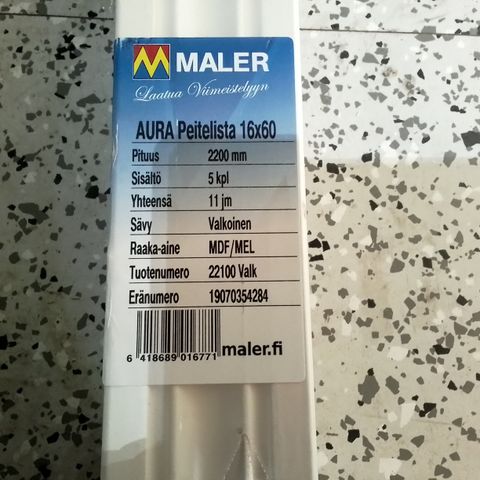 MALER
Laatua Viimeistelyyn
AURA Peitelista 16x60
Pituus 2200 mm
Sisältö 5 kpl
Yhteensä 11 jm
Sävy Valkoinen
Raaka-aine MDF/MEL
Tuotenumero 22100 Valk
Eränumero 19070354284
6 418689 016771 maler.fi